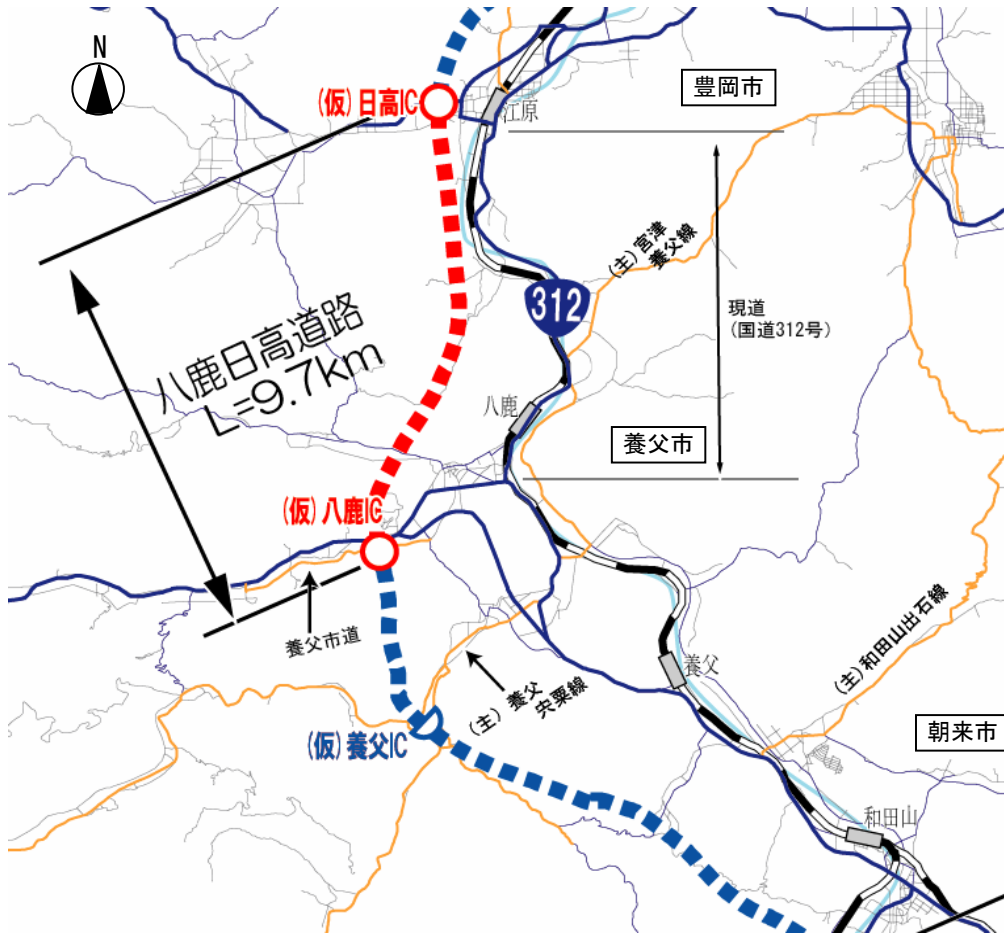 N
(仮)日高IC
江原
豊岡市
(主)宮津
養父線
312
現道
(国道312号)
八鹿日高道路
L=9.7km
八鹿
養父市
(仮)八鹿IC
養父市道
(主)養父
宍粟線
養父
(主)和田山出石線
(仮)養父IC
朝来市
和田山